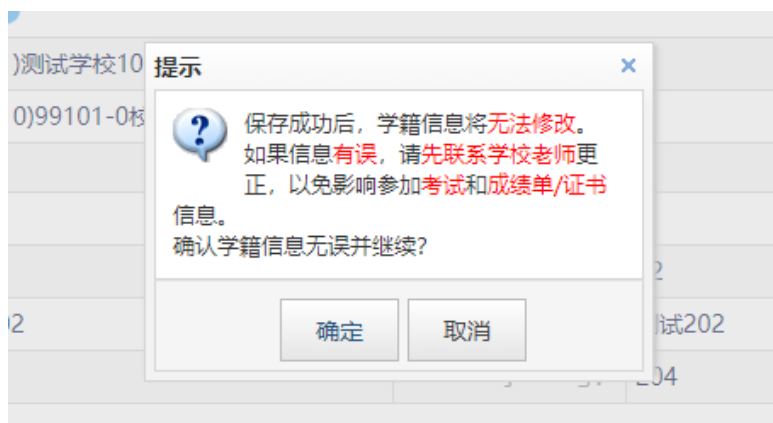 )测试学校10
提示
×
0)99101-0校
保存成功后，学籍信息将无法修改。
如果信息有误，请先联系学校老师更
正，以免影响参加考试和成绩单/证书
信息。
确认学籍信息无误并继续?
2
02
试202
确定
取消
204